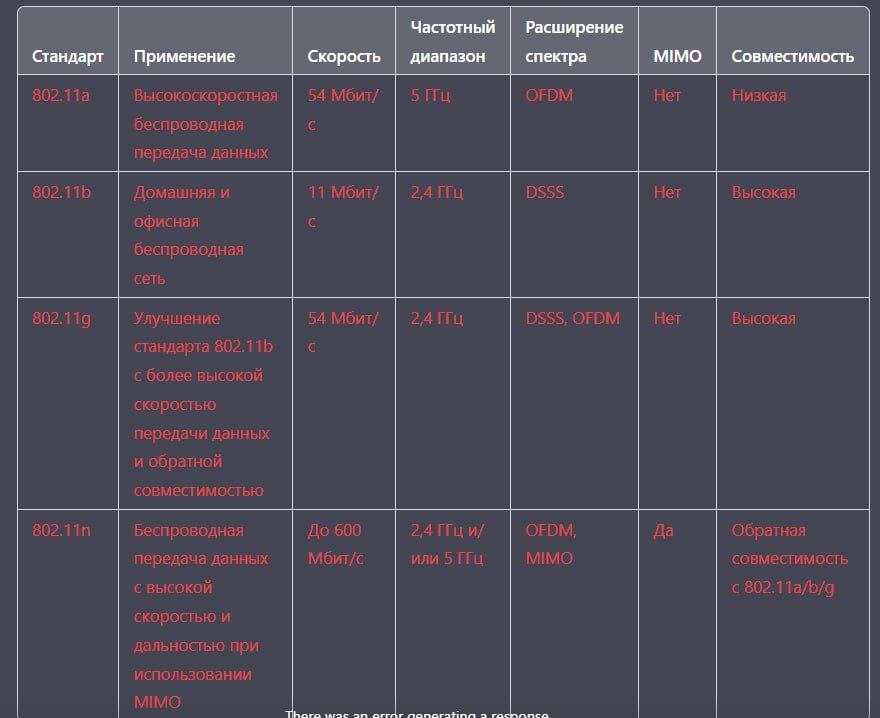 Стандарт Применение Скорость Частотный диапазон Расширение спектра MIMO Совместимость
802.11a
Высокоскоростная
беспроводная
передача данных
54 Мбит/
с
5 ГГц
OFDM
Нет
Низкая
802.11b
Домашняя и
офисная
беспроводная
сеть
11 Мбит/
с
2,4 ГГц
DSSS
Нет
Высокая
802.11g
Улучшение
стандарта 802.11b
с более высокой
скоростью
передачи данных
и обратной
совместимостью
54 Мбит/
с
2,4 ГГц
DSSS, OFDM
Нет
Высокая
802.11n
Беспроводная
передача данных
с высокой
скоростью и
дальностью при
использовании
MIMO
До 600
Мбит/с
2,4 ГГц и/
или 5 ГГц
OFDM,
MIMO
Да
Обратная
совместимость
с 802.11a/b/g
There was an error generating a response